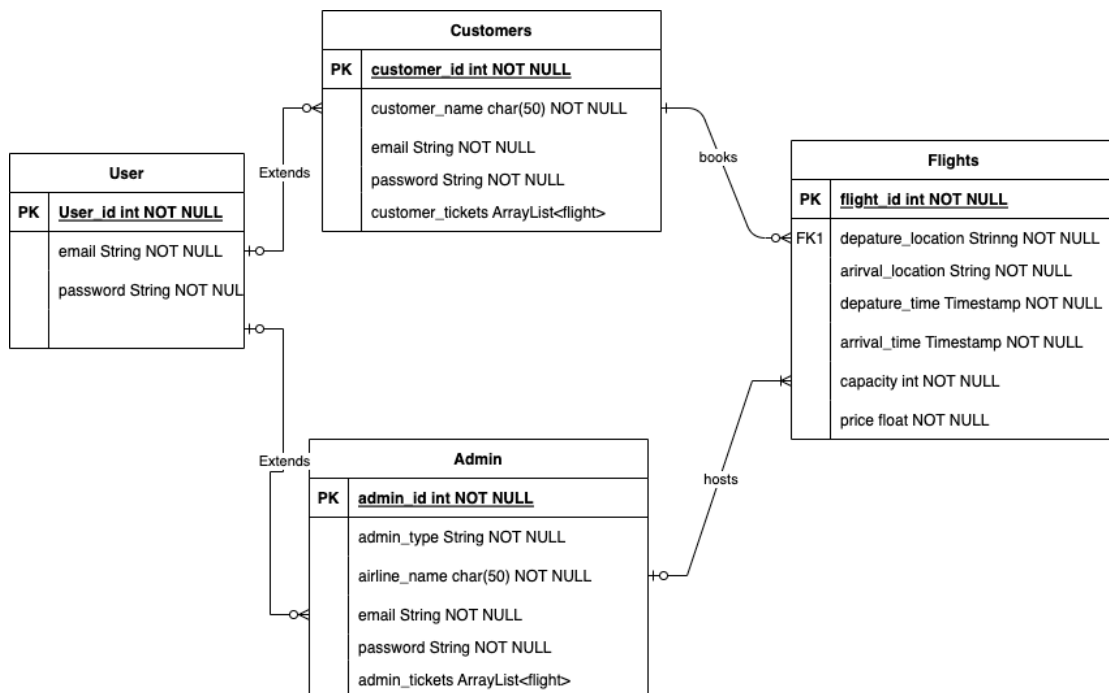 Customers
PK customer_id int NOT NULL
customer_name char(50) NOT NULL
email String NOT NULL
password String NOT NULL
customer_tickets ArrayList<flight>
Extends
books
User
PK User_id int NOT NULL
email String NOT NULL
password String NOT NUL
Flights
PK flight_id int NOT NULL
FK1 depature_location Strinng NOT NULL
arirval_location String NOT NULL
depature_time Timestamp NOT NULL
arrival_time Timestamp NOT NULL
capacity int NOT NULL
price float NOT NULL
Extends
hosts
Admin
PK admin_id int NOT NULL
admin_type String NOT NULL
airline_name char(50) NOT NULL
email String NOT NULL
password String NOT NULL
admin_tickets ArrayList<flight>